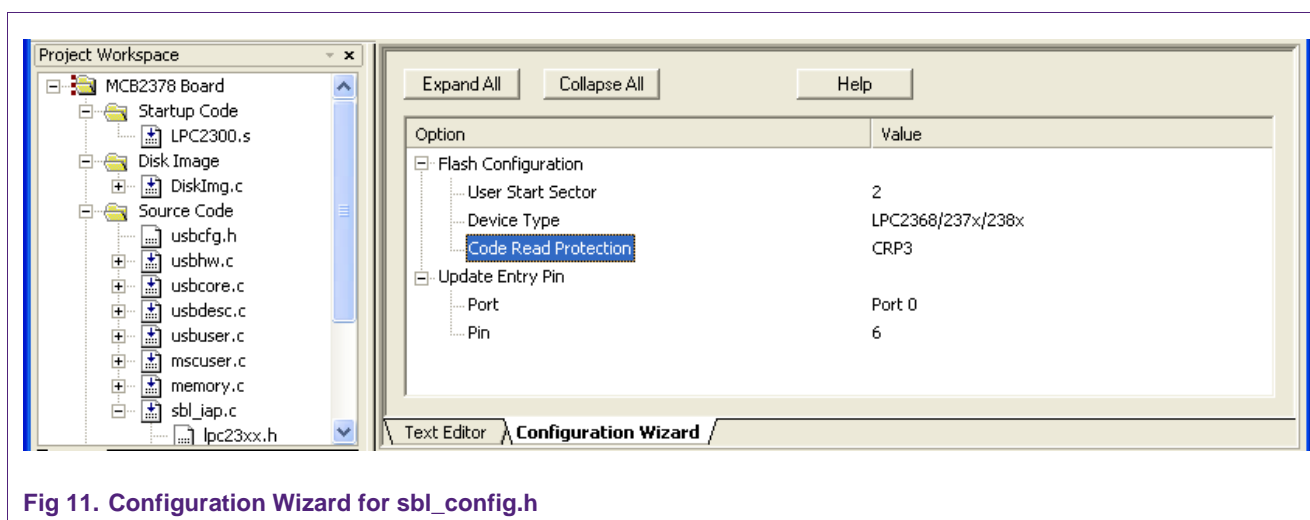 Project Workspace
MCB2378 Board
Startup Code
LPC2300.s
Disk Image
DiskImg.c
Source Code
usbcfg.h
usbhw.c
usbcore.c
usbdesc.c
usbuser.c
mscuser.c
memory.c
sbl_iap.c
lpc23xx.h
Expand All Collapse All Help
Option Value
Flash Configuration
User Start Sector 2
Device Type LPC2368/237x/238x
Code Read Protection CRP3
Update Entry Pin
Port Port 0
Pin 6
Text Editor Configuration Wizard
Fig 11. Configuration Wizard for sbl_config.h